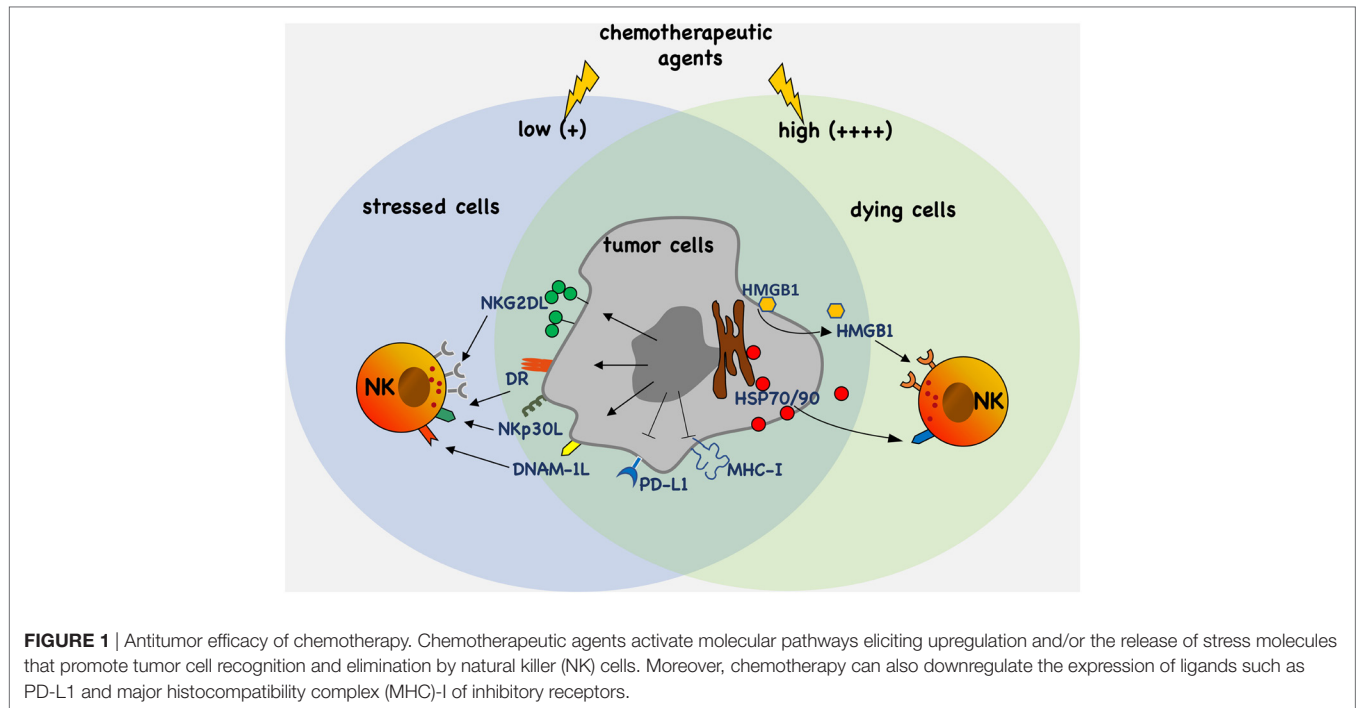 chemotherapeutic
agents
low (+)
high (++++)
stressed cells
dying cells
tumor cells
NKG2DL
HMGB1
HMGB1
NK
DR
HSP70/90
NK
NKp30L
DNAM-1L
PD-L1
MHC-I
FIGURE 1 | Antitumor efficacy of chemotherapy. Chemotherapeutic agents activate molecular pathways eliciting upregulation and/or the release of stress molecules
that promote tumor cell recognition and elimination by natural killer (NK) cells. Moreover, chemotherapy can also downregulate the expression of ligands such as
PD-L1 and major histocompatibility complex (MHC)-I of inhibitory receptors.